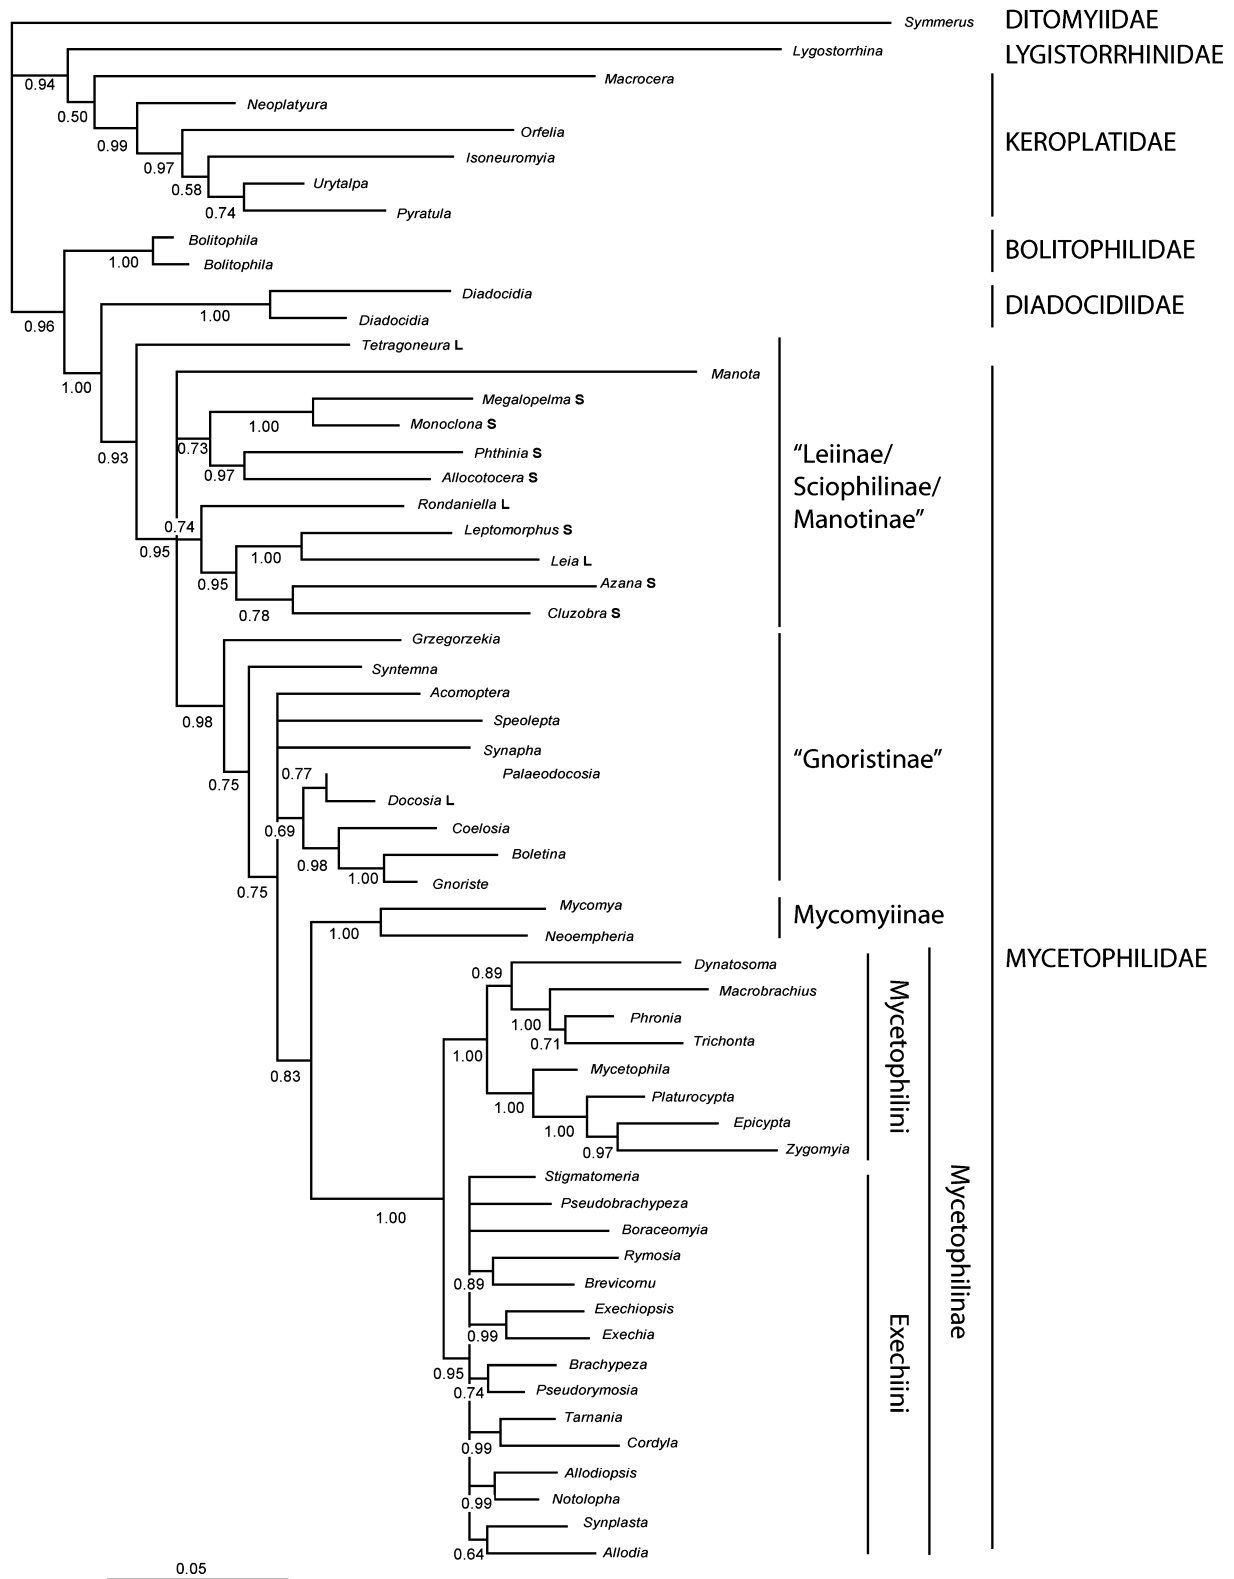 Symmerus
DITOMYIIDAE
Lygostorrhina
LYGISTORRHINIDAE
0.94
Macrocera
0.50
Neoplatyura
0.99
Orfelia
KEROPLATIDAE
0.97
Isoneuromyia
0.58
Urytalpa
0.74
Pyratula
Bolitophila
BOLITOPHILIDAE
1.00
Bolitophila
Diadocidia
DIADOCIDIIDAE
1.00
Diadocidia
0.96
Tetragoneura L
1.00
Manota
Megalopelma S
1.00
Monoclona S
0.73
Phthinia S
0.97
Allocotocera S
0.93
"Leiinae/
Sciophilinae/
Manotinae"
Rondaniella L
0.74
Leptomorphus S
0.95
1.00
Leia L
0.95
Azana S
0.78
Cluzobra S
Grzegorzekia
Syntemna
Acomoptera
0.98
Speolepta
Synapha
"Gnoristinae"
0.75
0.77
Palaeodocosia
Docosia L
0.69
Coelosia
0.98
Boletina
1.00
Gnoriste
0.75
Mycomya
Mycomyiinae
1.00
Neoempheria
MYCETOPHILIDAE
Dynatosoma
0.89
Macrobrachius
1.00
Phronia
0.71
Trichonta
1.00
Mycetophila
0.83
1.00
Platurocypta
1.00
Epicypta
0.97
Zygomyia
Mycetophilini
Stigmatomeria
Pseudobrachypeza
1.00
Boraceomyia
Rymosia
0.89
Brevicornu
Mycetophilinae
Exechiopsis
0.99
Exechia
Brachypeza
0.95
0.74
Pseudorymosia
Exechiini
Tarnania
0.99
Cordyla
Allodiopsis
0.99
Notolopha
Synplasta
0.64
Allodia
0.05